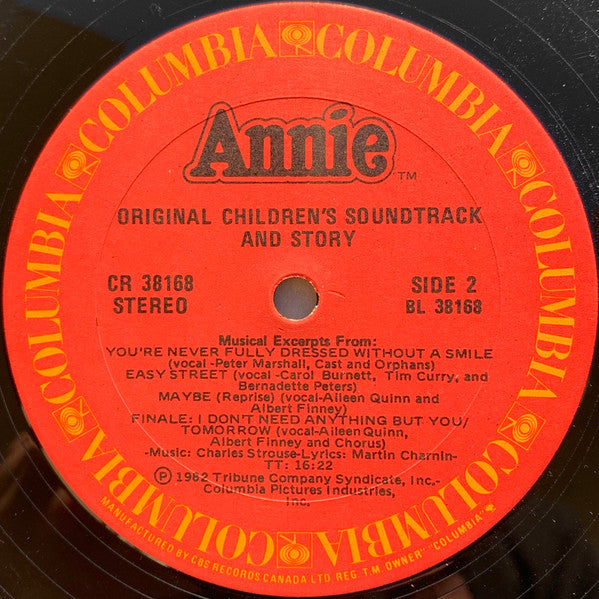 COLUMBIA COLUMBIA COLUMBIA COLUMBIA COLUMBIA COLUMBIA
Annie™
ORIGINAL CHILDREN'S SOUNDTRACK
AND STORY
CR 38168
STEREO
SIDE 2
BL 38168
Musical Excerpts From:
YOU'RE NEVER FULLY DRESSED WITHOUT A SMILE
(vocal-Peter Marshall, Cast and Orphans)
EASY STREET (vocal-Carol Burnett, Tim Curry, and
Bernadette Peters)
MAYBE (Reprise) (vocal-Aileen Quinn and
Albert Finney)
FINALE: I DON'T NEED ANYTHING BUT YOU/
TOMORROW (vocal-Aileen Quinn,
Albert Finney and Chorus)
-Music: Charles Strouse-Lyrics: Martin Charnin-
TT: 16:22
Ⓟ 1982 Tribune Company Syndicate, Inc.-
Columbia Pictures Industries,
Inc.
MANUFACTURED BY CBS RECORDS CANADA LTD. REG. T.M. OWNER "COLUMBIA"